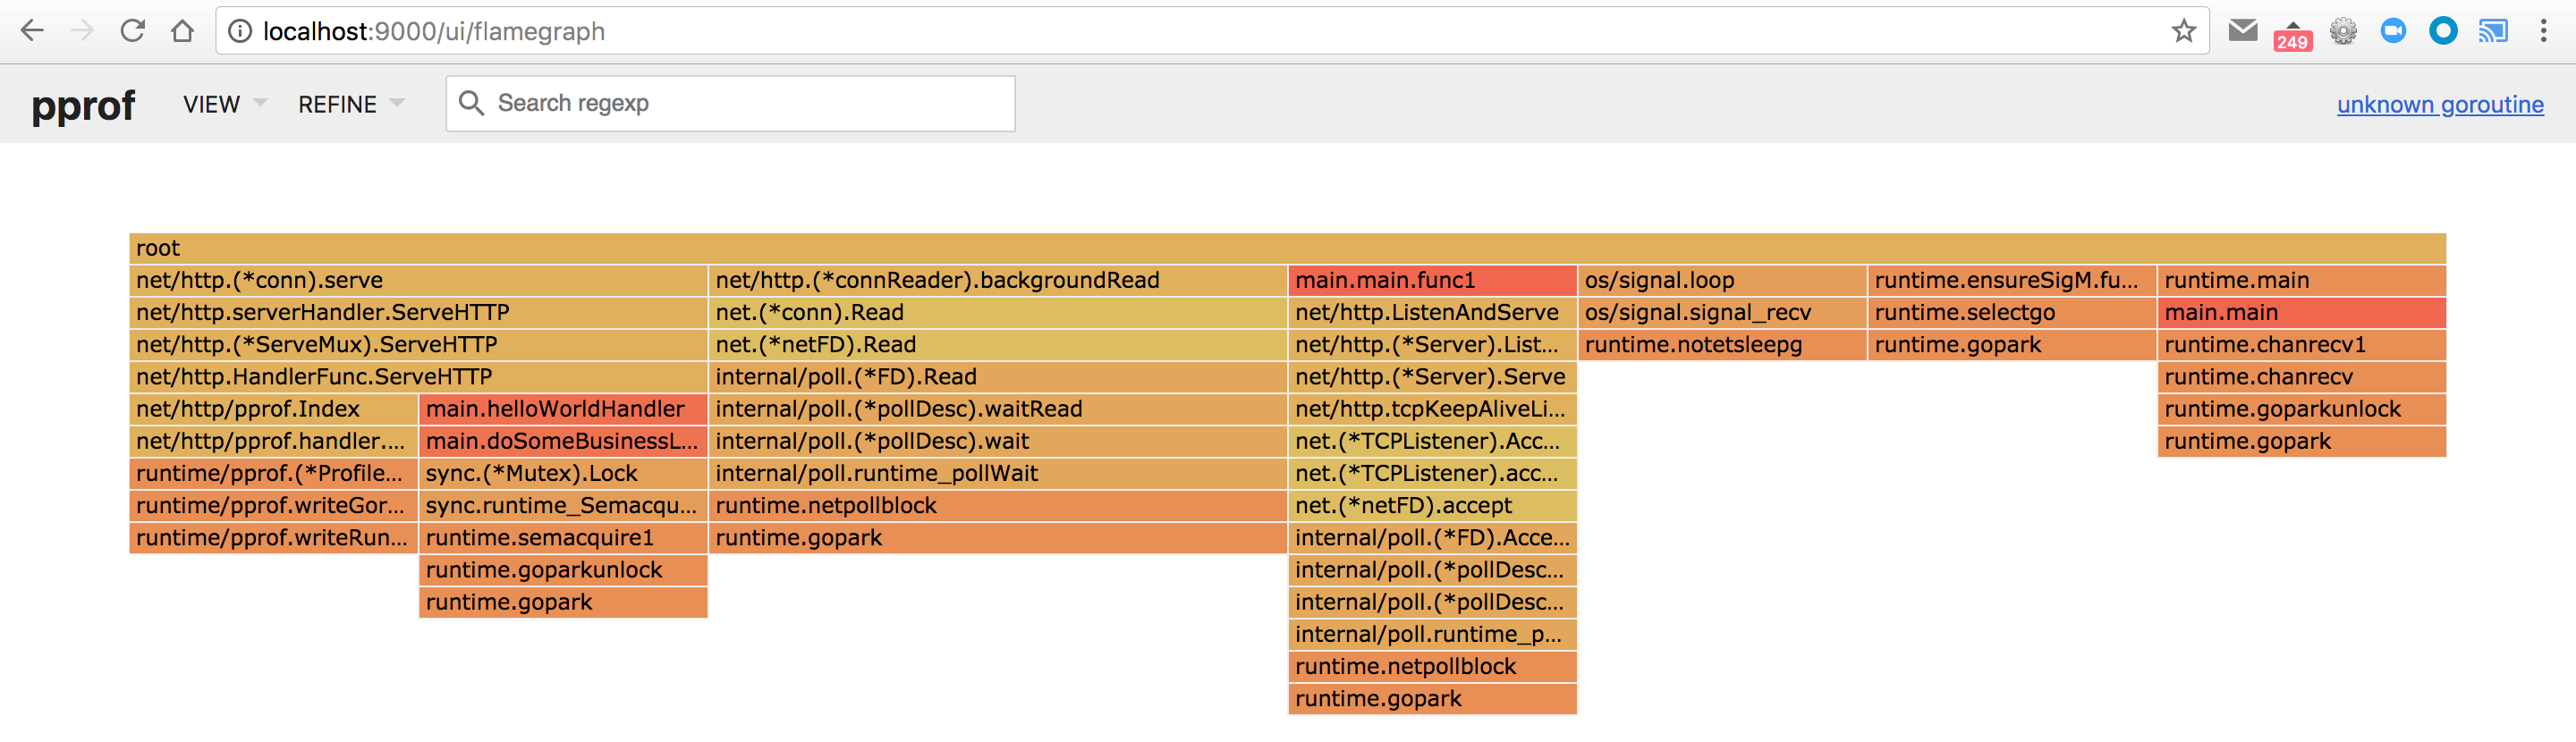 localhost:9000/ui/flamegraph
249
pprof VIEW REFINE Search regexp unknown goroutine
root
net/http.(*conn).serve net/http.(*connReader).backgroundRead main.main.func1 os/signal.loop runtime.ensureSigM.fu... runtime.main
net/http.serverHandler.ServeHTTP net.(*conn).Read net/http.ListenAndServe os/signal.signal_recv runtime.selectgo main.main
net/http.(*ServeMux).ServeHTTP net.(*netFD).Read net/http.(*Server).List... runtime.notetsleepg runtime.gopark runtime.chanrecv1
net/http.HandlerFunc.ServeHTTP internal/poll.(*FD).Read net/http.(*Server).Serve runtime.chanrecv
net/http/pprof.Index main.helloWorldHandler internal/poll.(*pollDesc).waitRead net/http.tcpKeepAliveLi... runtime.goparkunlock
net/http/pprof.handler.... main.doSomeBusinessL... internal/poll.(*pollDesc).wait net.(*TCPListener).Acc... runtime.gopark
runtime/pprof.(*Profile... sync.(*Mutex).Lock internal/poll.runtime_pollWait net.(*TCPListener).acc...
runtime/pprof.writeGor... sync.runtime_Semacqu... runtime.netpollblock net.(*netFD).accept
runtime/pprof.writeRun... runtime.semacquire1 runtime.gopark internal/poll.(*FD).Acce...
runtime.goparkunlock internal/poll.(*pollDesc...
runtime.gopark internal/poll.(*pollDesc...
internal/poll.runtime_p...
runtime.netpollblock
runtime.gopark